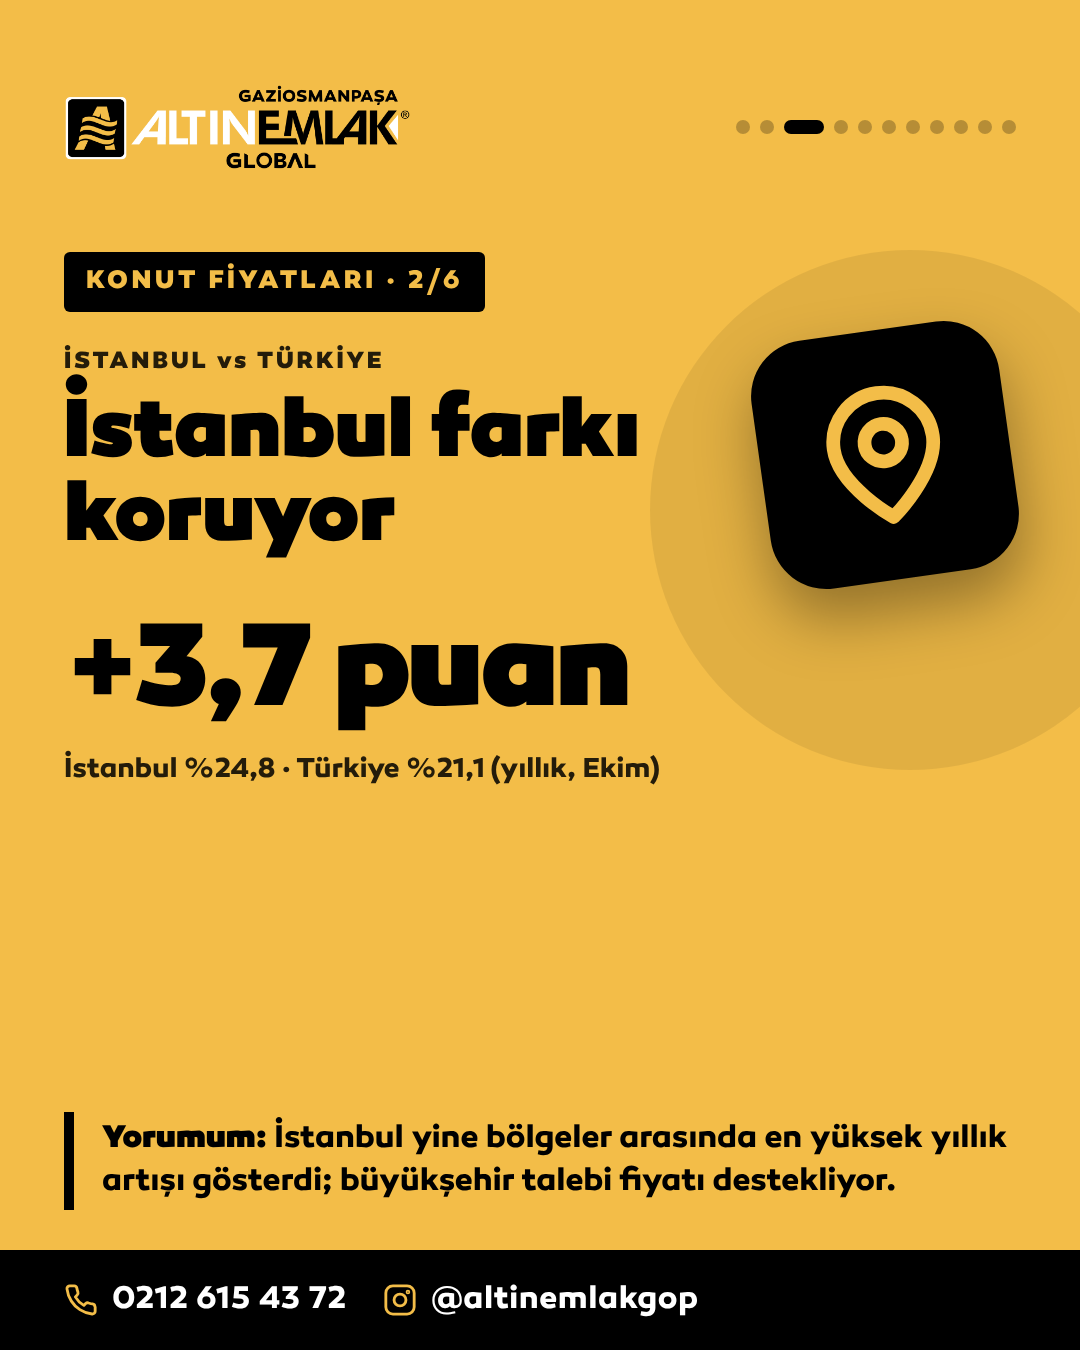 GAZİOSMANPAŞA
ALTINEMLAK®
GLOBAL
KONUT FİYATLARI · 2/6
İSTANBUL vs TÜRKİYE
İstanbul farkı
koruyor
+3,7 puan
İstanbul %24,8 · Türkiye %21,1 (yıllık, Ekim)
Yorumum: İstanbul yine bölgeler arasında en yüksek yıllık
artışı gösterdi; büyükşehir talebi fiyatı destekliyor.
0212 615 43 72 @altinemlakgop